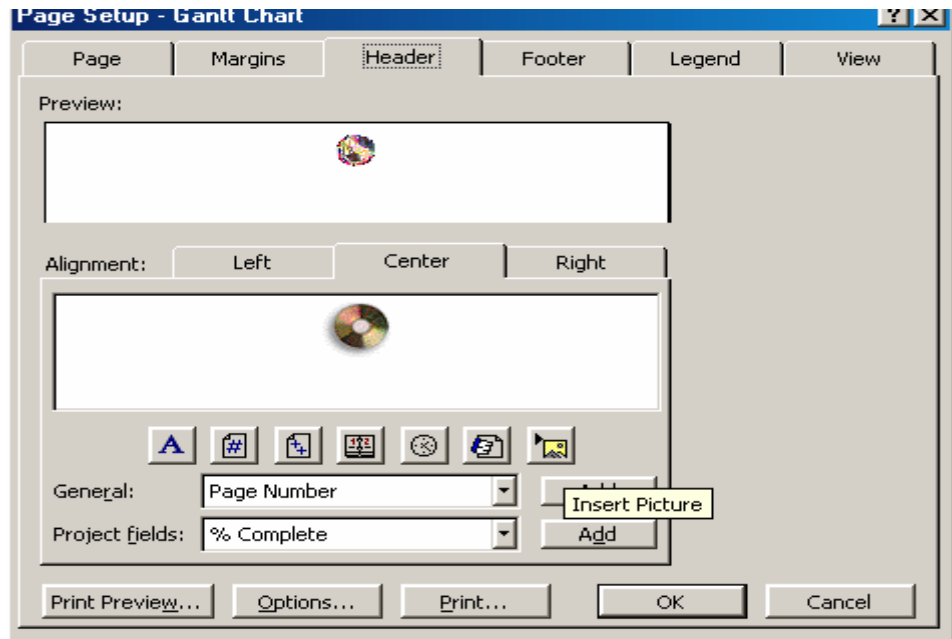 Page Setup - Gantt Chart
Page Margins Header Footer Legend View
Preview:
Alignment: Left Center Right
A # ++
General: Page Number
Insert Picture
Project fields: % Complete Add
Print Preview... Options... Print... OK Cancel